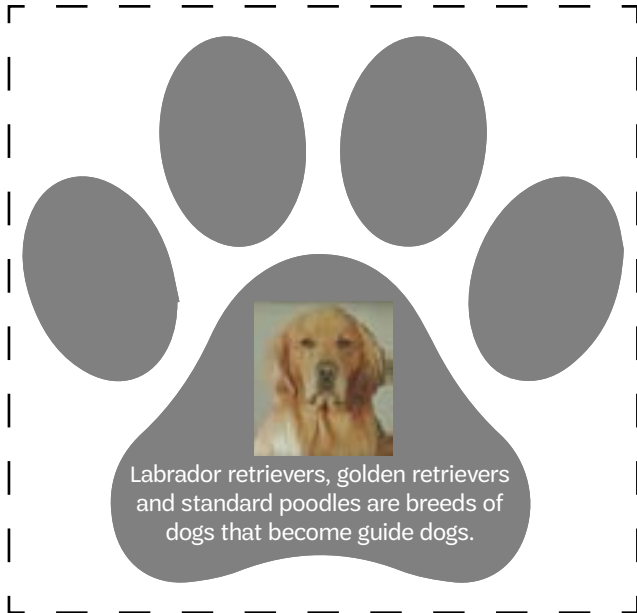 Labrador retrievers, golden retrievers
and standard poodles are breeds of
dogs that become guide dogs.